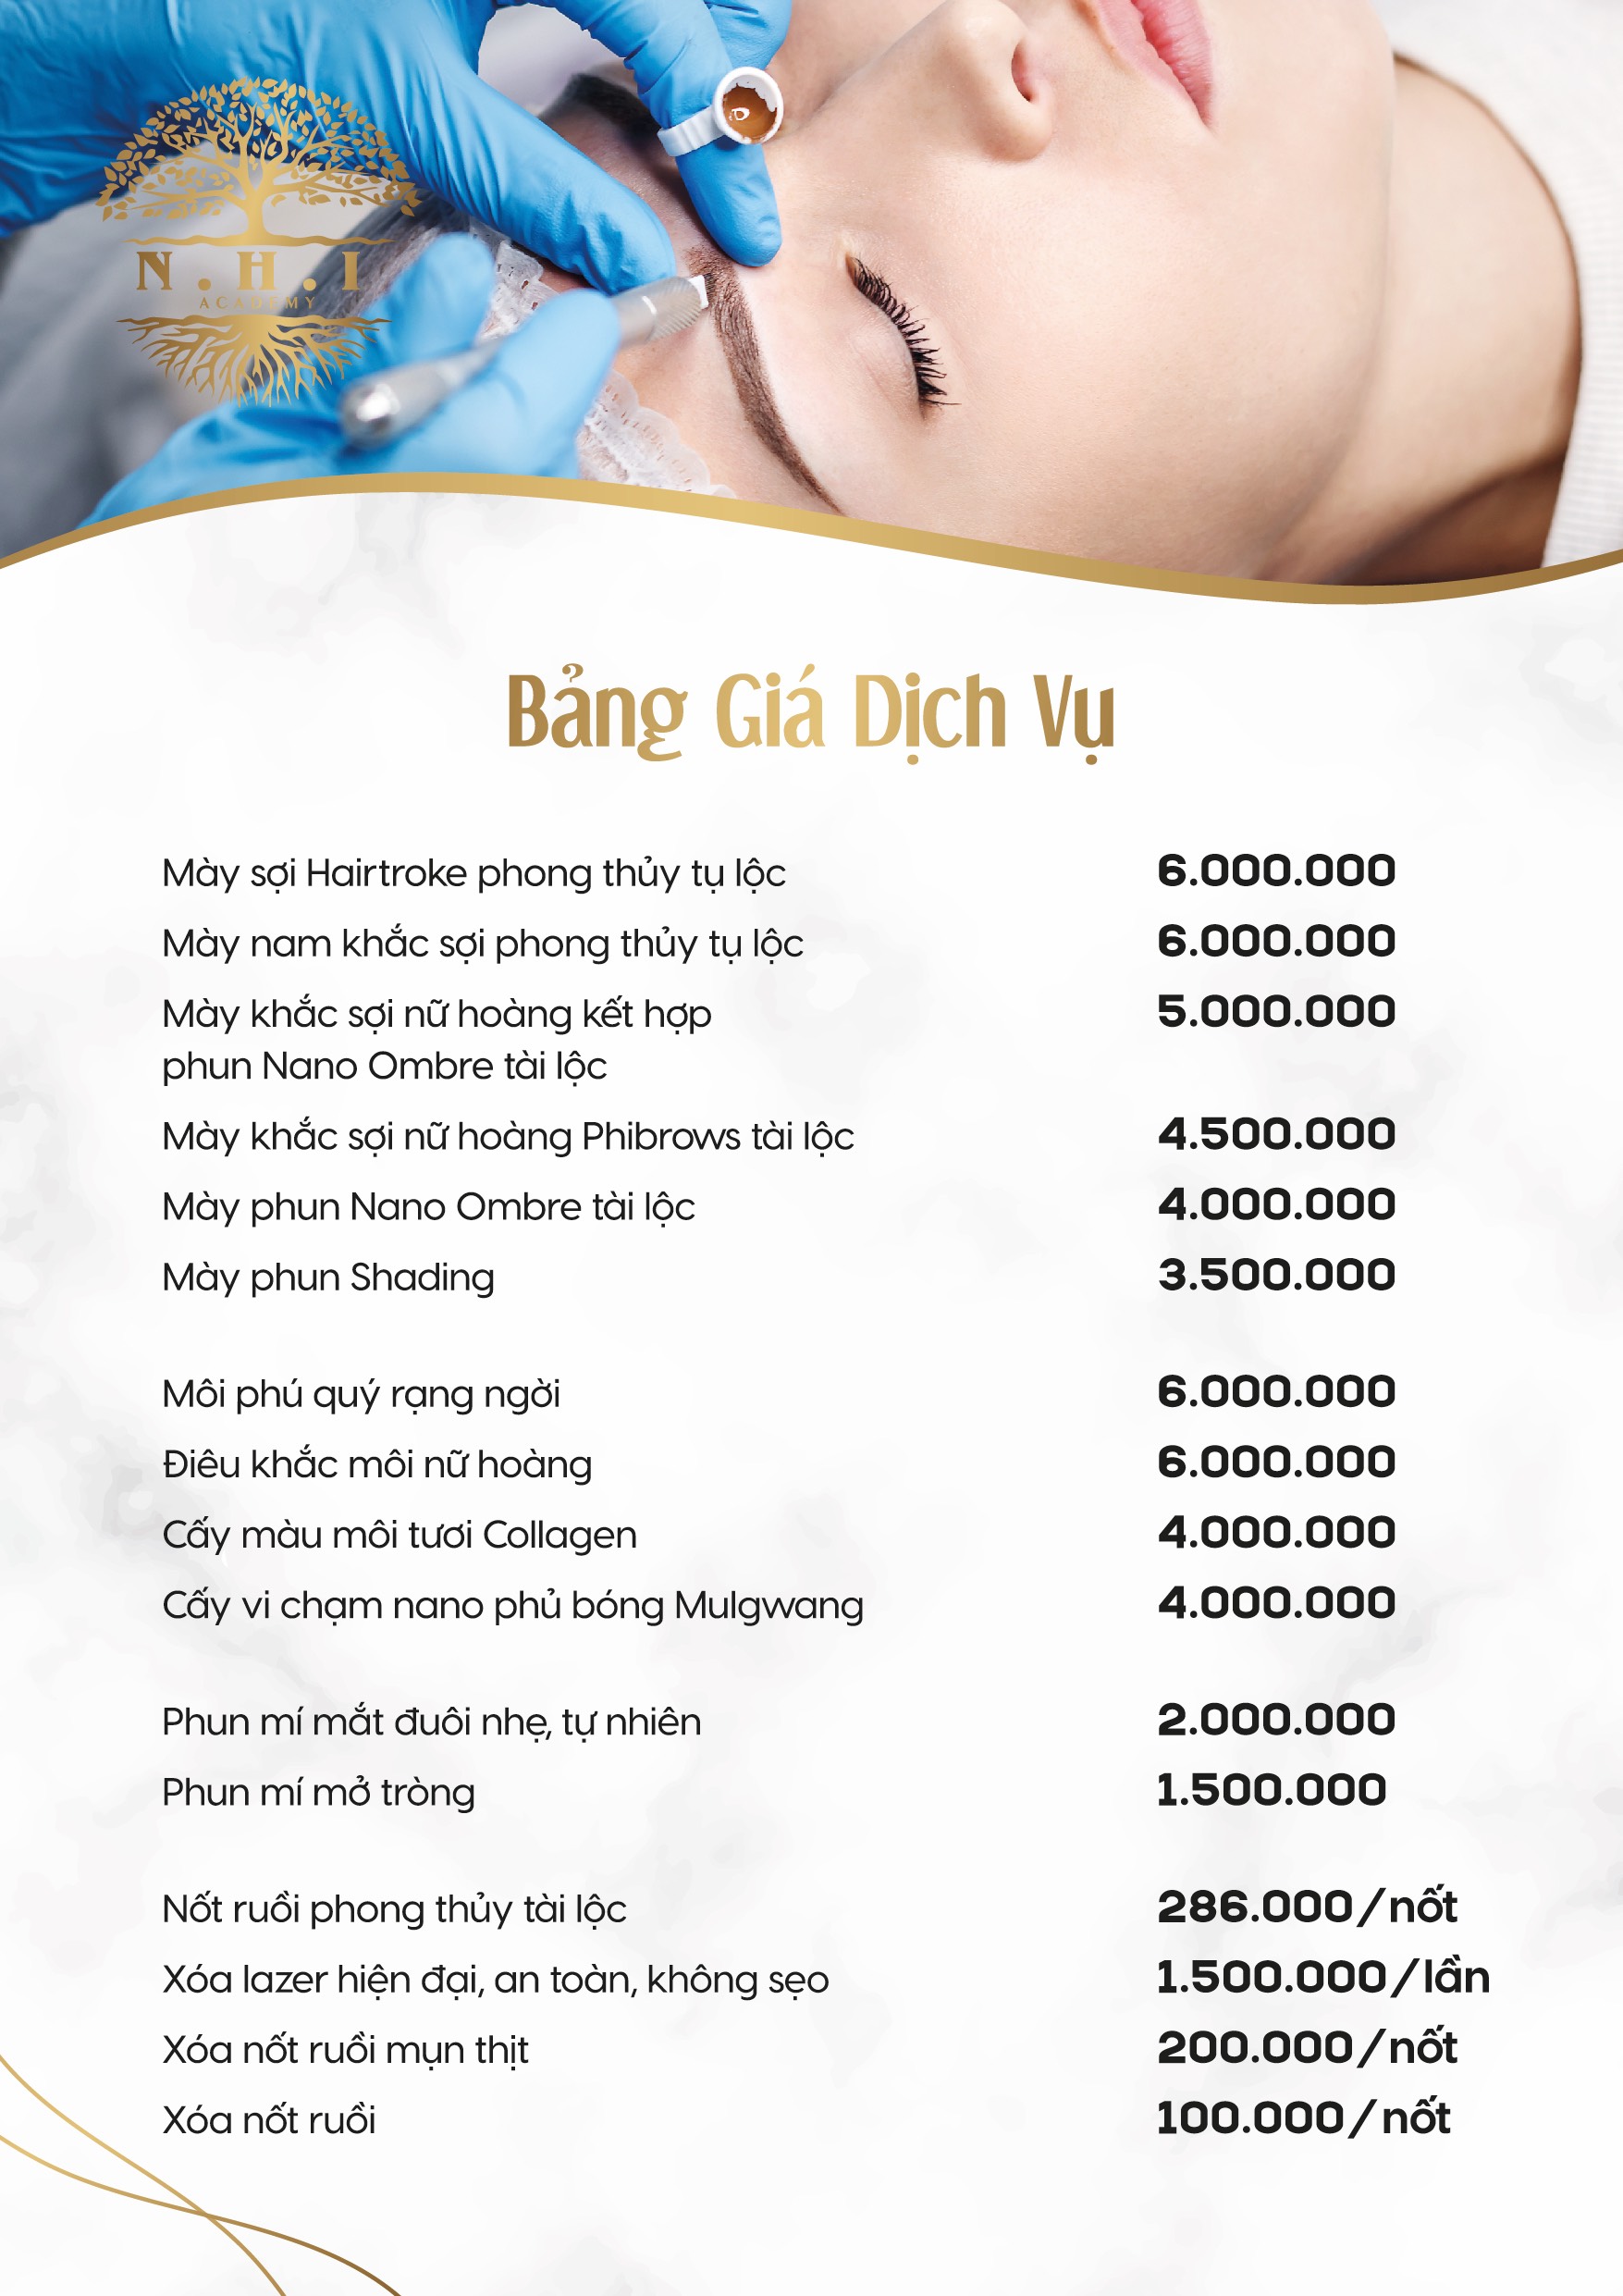 N.H.I
ACADEMY
Bảng Giá Dịch Vụ
Mày sợi Hairtroke phong thủy tụ lộc 6.000.000
Mày nam khắc sợi phong thủy tụ lộc 6.000.000
Mày khắc sợi nữ hoàng kết hợp 5.000.000
phun Nano Ombre tài lộc
Mày khắc sợi nữ hoàng Phibrows tài lộc 4.500.000
Mày phun Nano Ombre tài lộc 4.000.000
Mày phun Shading 3.500.000
Môi phú quý rạng ngời 6.000.000
Điêu khắc môi nữ hoàng 6.000.000
Cấy màu môi tươi Collagen 4.000.000
Cấy vi chạm nano phủ bóng Mulgwang 4.000.000
Phun mí mắt đuôi nhẹ, tự nhiên 2.000.000
Phun mí mở tròng 1.500.000
Nốt ruồi phong thủy tài lộc 286.000/nốt
Xóa lazer hiện đại, an toàn, không sẹo 1.500.000/lần
Xóa nốt ruồi mụn thịt 200.000/nốt
Xóa nốt ruồi 100.000/nốt